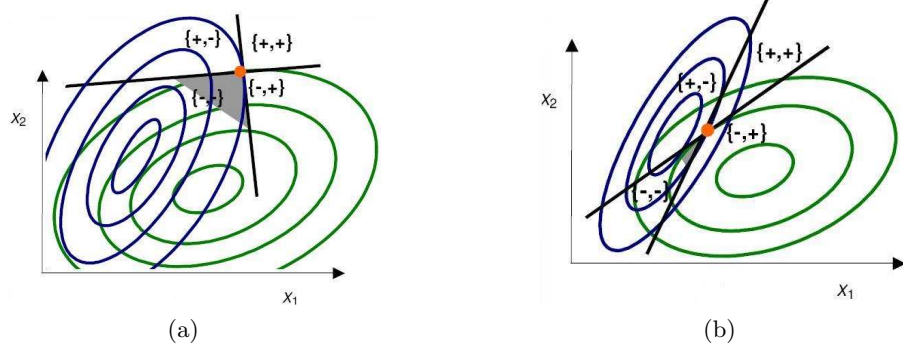 {+,-}
{+,+}
{-,-}
{-,+}
X2
X1
(a)
{+,+}
{+,-}
{-,+}
{-,-}
X2
X1
(b)